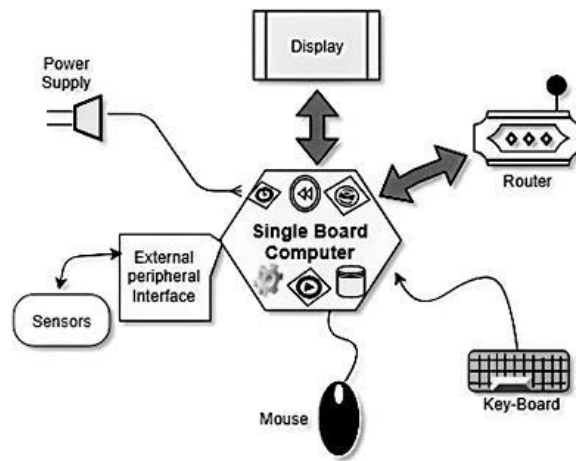 Display
Power
Supply
Router
Single Board
Computer
External
peripheral
Interface
Sensors
Mouse
Key-Board